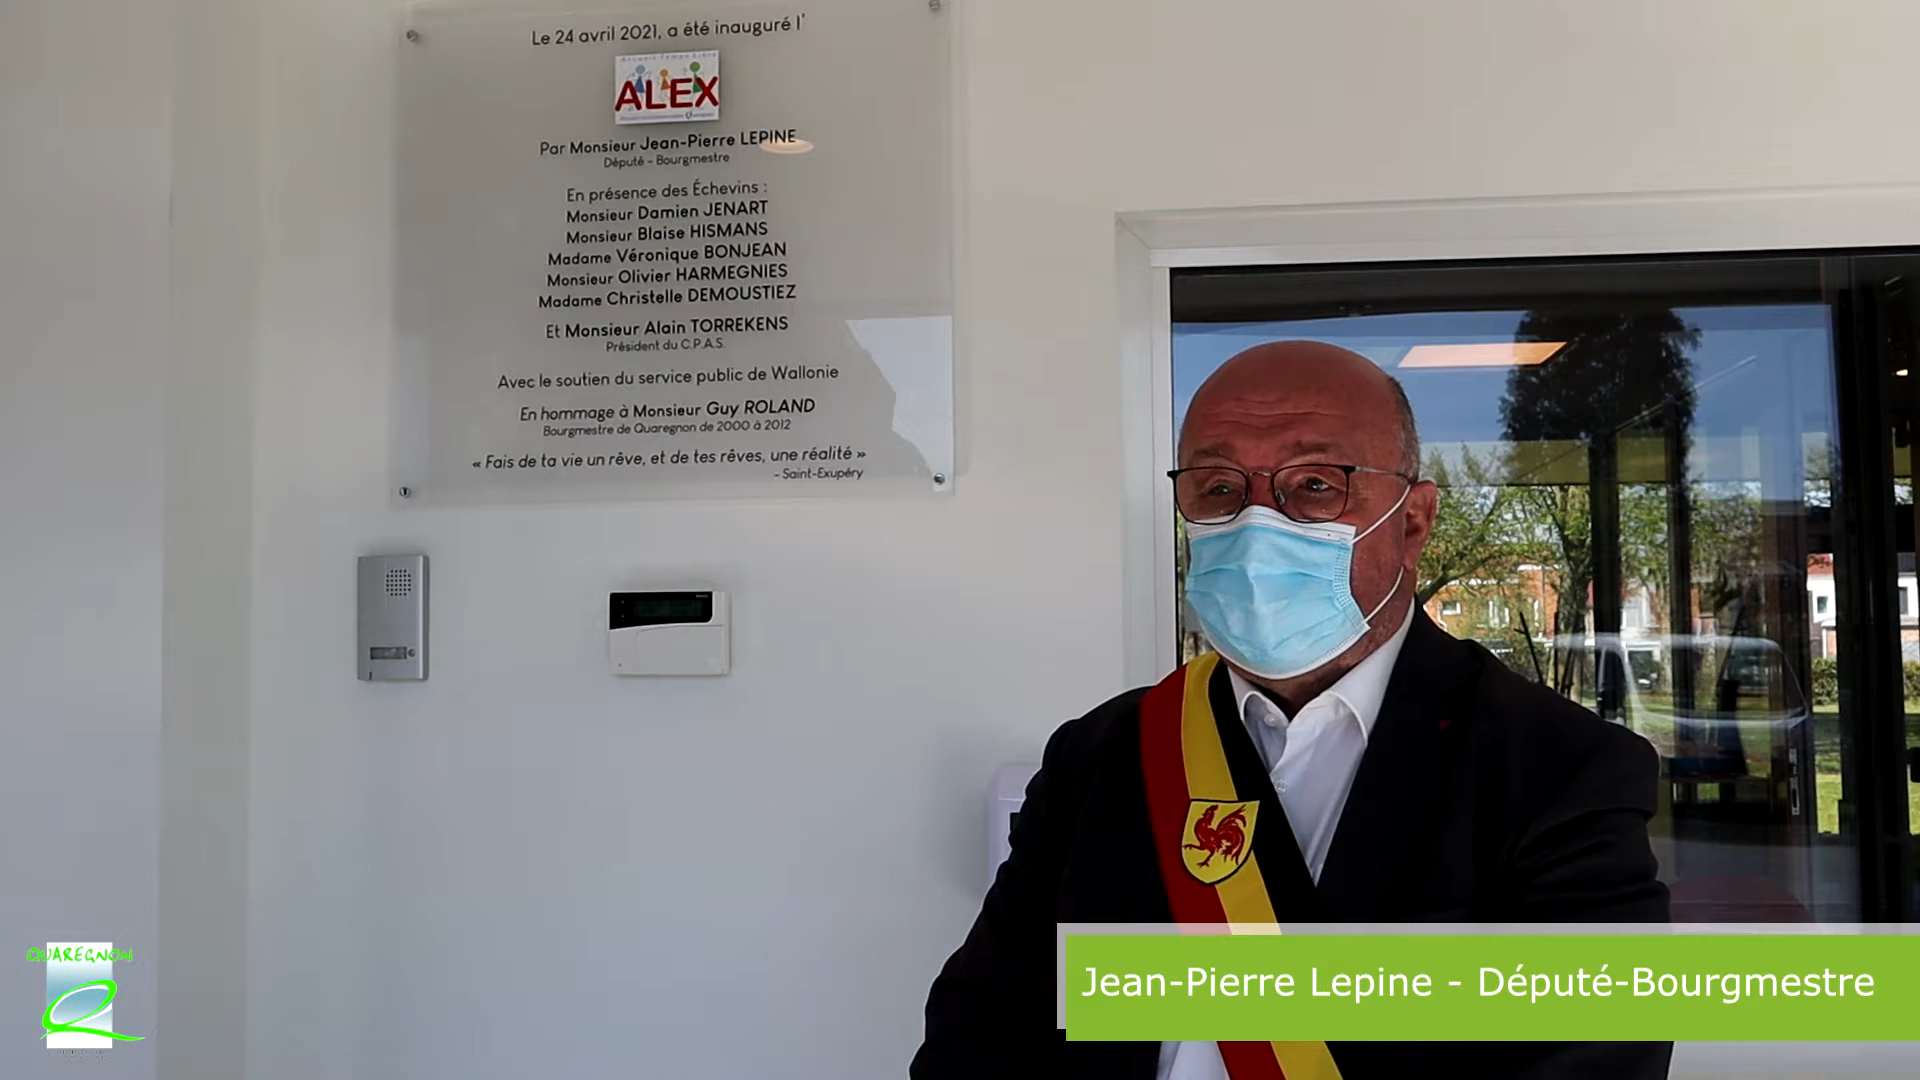 Le 24 avril 2021, a été inauguré l'
Accueil Temps Libre
ALEX
Par Monsieur Jean-Pierre LEPINE
Député - Bourgmestre
En présence des Échevins :
Monsieur Damien JENART
Monsieur Blaise HISMANS
Madame Véronique BONJEAN
Monsieur Olivier HARMEGNIES
Madame Christelle DEMOUSTIEZ
Et Monsieur Alain TORREKENS
Président du C.P.A.S.
Avec le soutien du service public de Wallonie
En hommage à Monsieur Guy ROLAND
Bourgmestre de Quaregnon de 2000 à 2012
« Fais de ta vie un rêve, et de tes rêves, une réalité »
- Saint-Exupéry
QUAREGNON
Jean-Pierre Lepine - Député-Bourgmestre